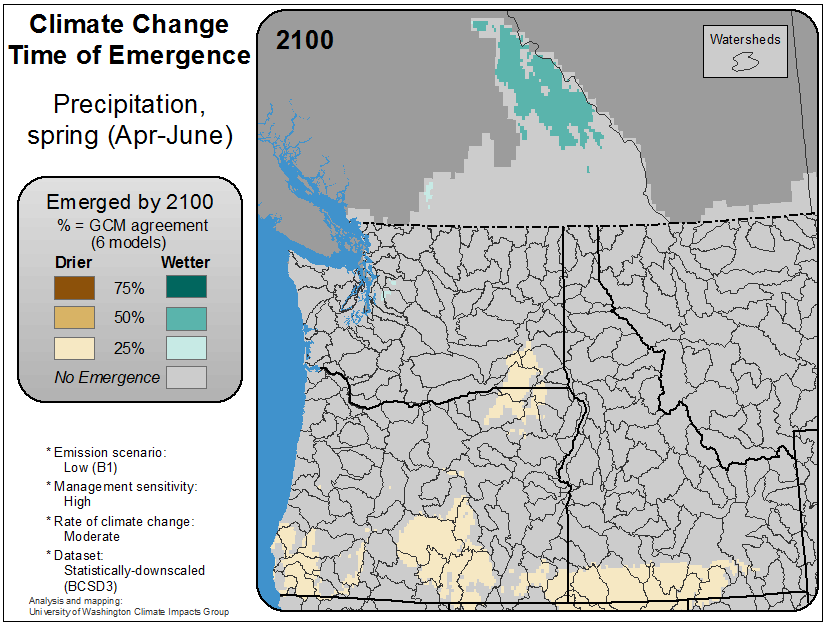 Climate Change
Time of Emergence
Precipitation,
spring (Apr-June)
Emerged by 2100
% = GCM agreement
(6 models)
Drier Wetter
75%
50%
25%
No Emergence
* Emission scenario:
Low (B1)
* Management sensitivity:
High
* Rate of climate change:
Moderate
* Dataset:
Statistically-downscaled
(BCSD3)
Analysis and mapping:
University of Washington Climate Impacts Group
2100
Watersheds